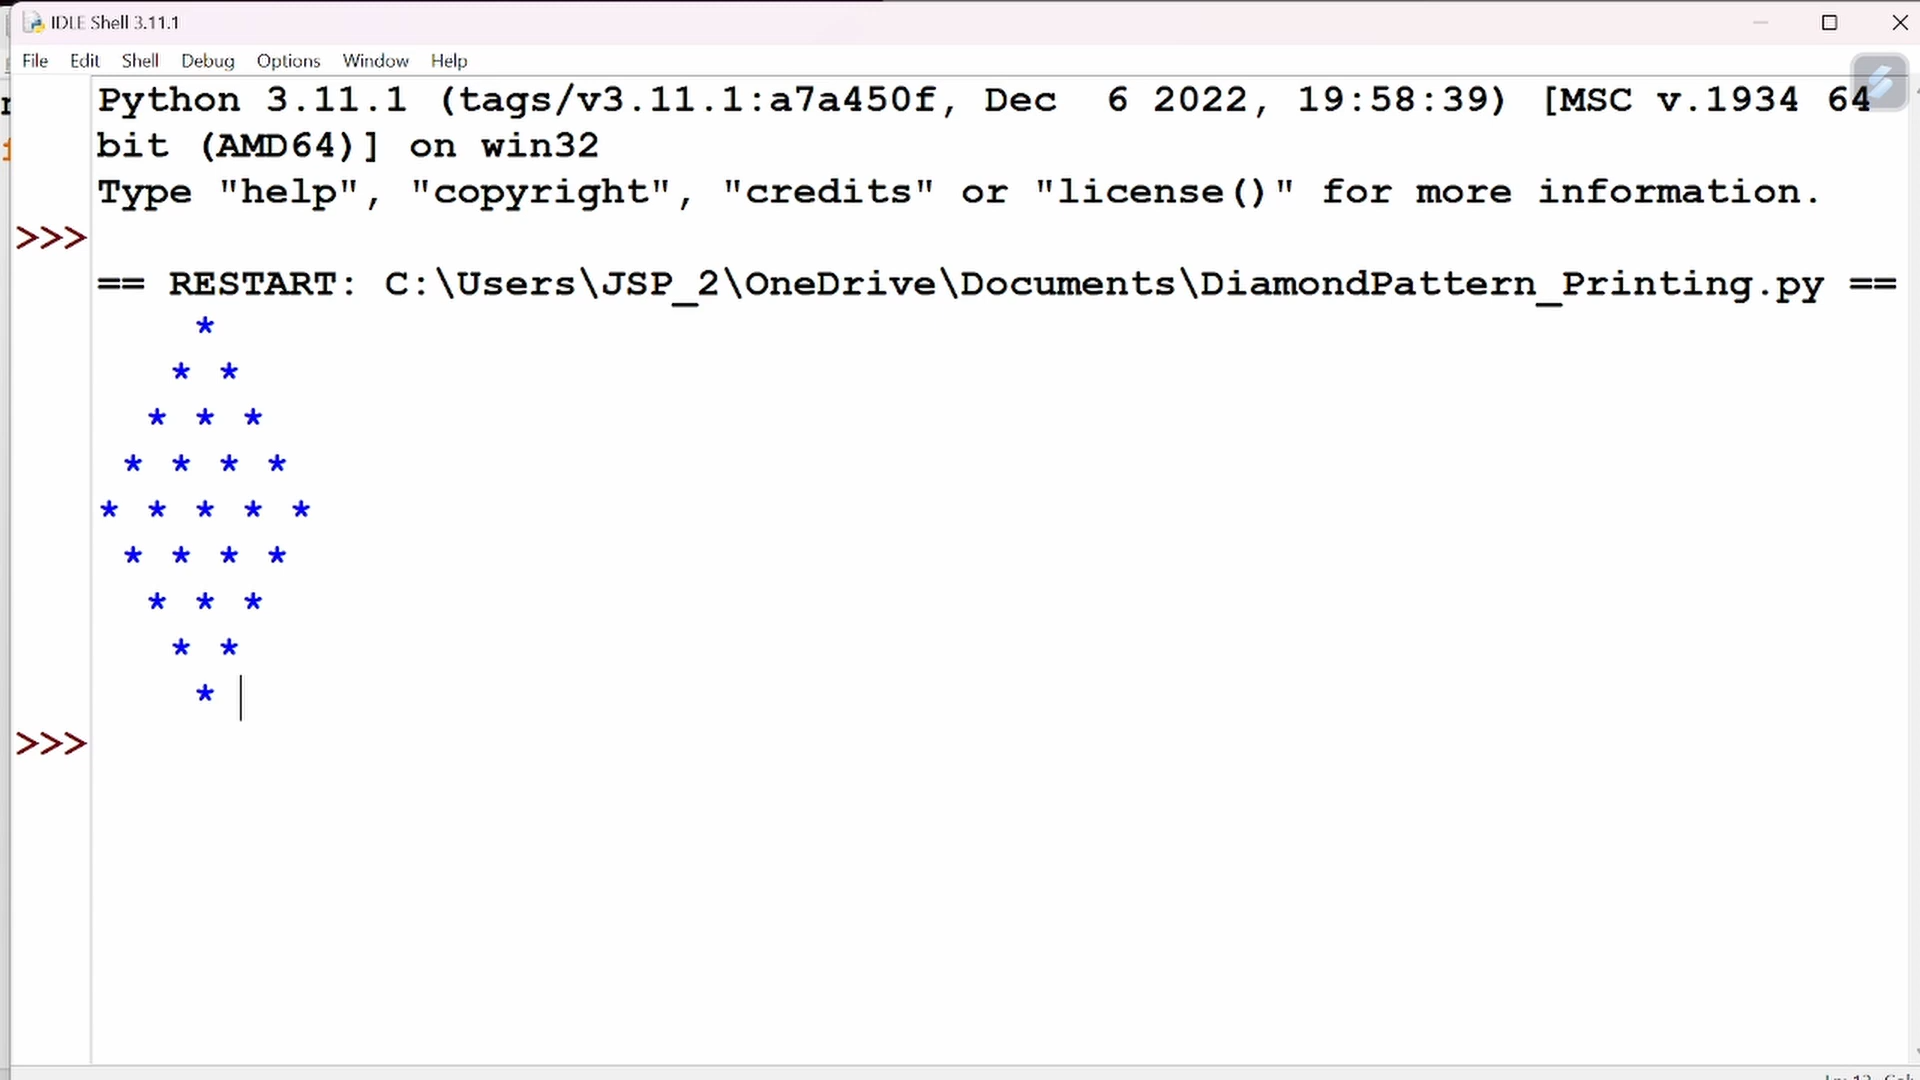 IDLE Shell 3.11.1
File Edit Shell Debug Options Window Help
Python 3.11.1 (tags/v3.11.1:a7a450f, Dec  6 2022, 19:58:39) [MSC v.1934 64
bit (AMD64)] on win32
Type "help", "copyright", "credits" or "license()" for more information.
>>>
== RESTART: C:\Users\JSP_2\OneDrive\Documents\DiamondPattern_Printing.py ==
    *
   * *
  * * *
 * * * *
* * * * *
 * * * *
  * * *
   * *
    *
>>>